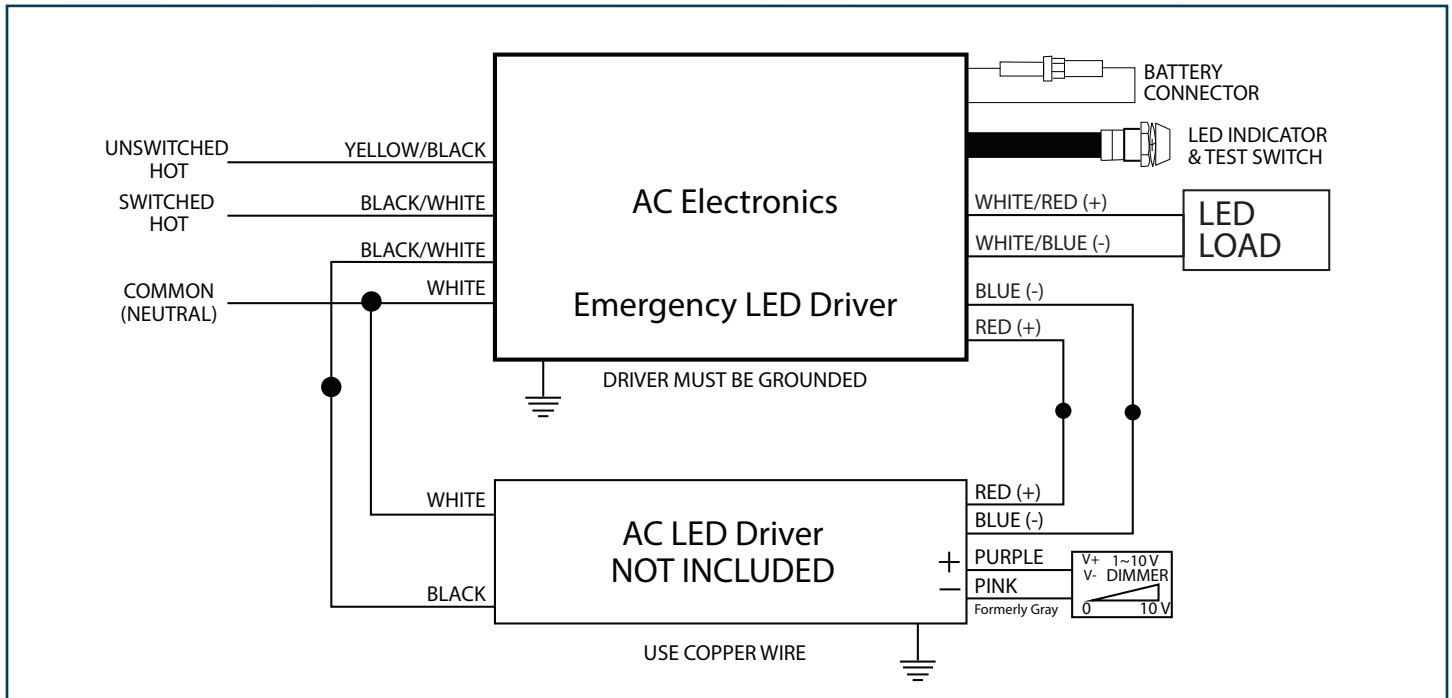 BATTERY
CONNECTOR
LED INDICATOR
& TEST SWITCH
UNSWITCHED
HOT
YELLOW/BLACK
SWITCHED
HOT
BLACK/WHITE
AC Electronics
WHITE/RED (+)
LED
LOAD
BLACK/WHITE
WHITE/BLUE (-)
COMMON
(NEUTRAL)
WHITE
Emergency LED Driver
BLUE (-)
RED (+)
DRIVER MUST BE GROUNDED
WHITE
AC LED Driver
NOT INCLUDED
RED (+)
BLUE (-)
+ PURPLE
− PINK
Formerly Gray
V+ 1~10 V
V- DIMMER
0 10 V
BLACK
USE COPPER WIRE